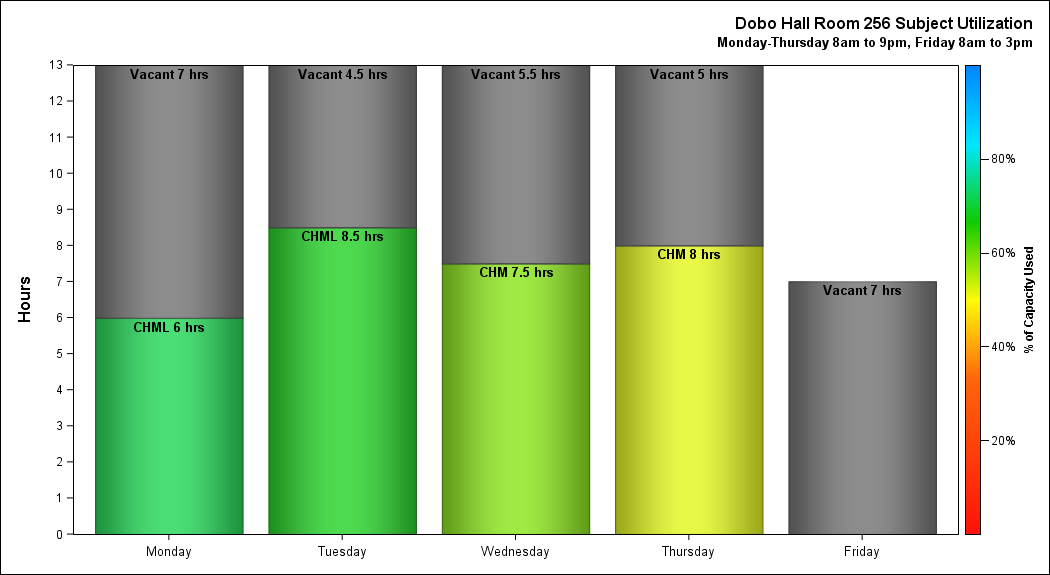 Dobo Hall Room 256 Subject Utilization
Monday-Thursday 8am to 9pm, Friday 8am to 3pm
Hours
13
12
11
10
9
8
7
6
5
4
3
2
1
0
Vacant 7 hrs
CHML 6 hrs
Vacant 4.5 hrs
CHML 8.5 hrs
Vacant 5.5 hrs
CHM 7.5 hrs
Vacant 5 hrs
CHM 8 hrs
Vacant 7 hrs
Monday
Tuesday
Wednesday
Thursday
Friday
80%
60%
40%
20%
% of Capacity Used